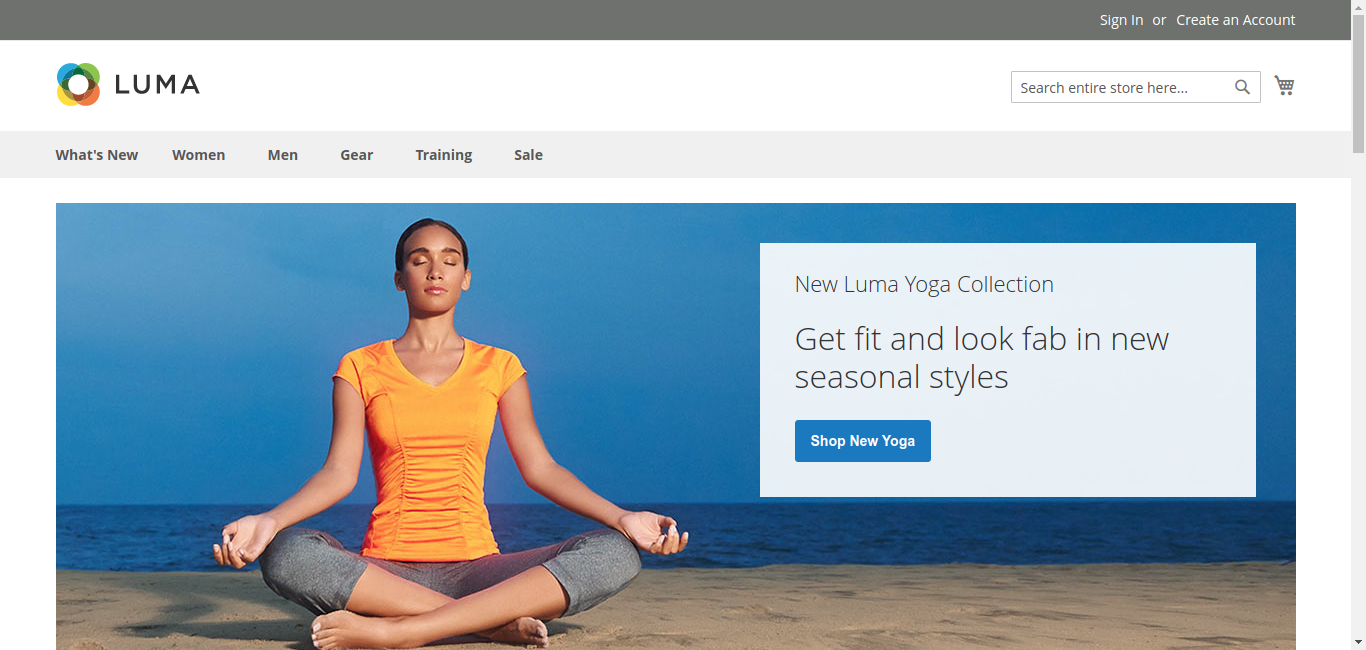 Sign In or Create an Account
LUMA
Search entire store here...
What's New Women Men Gear Training Sale
New Luma Yoga Collection
Get fit and look fab in new
seasonal styles
Shop New Yoga